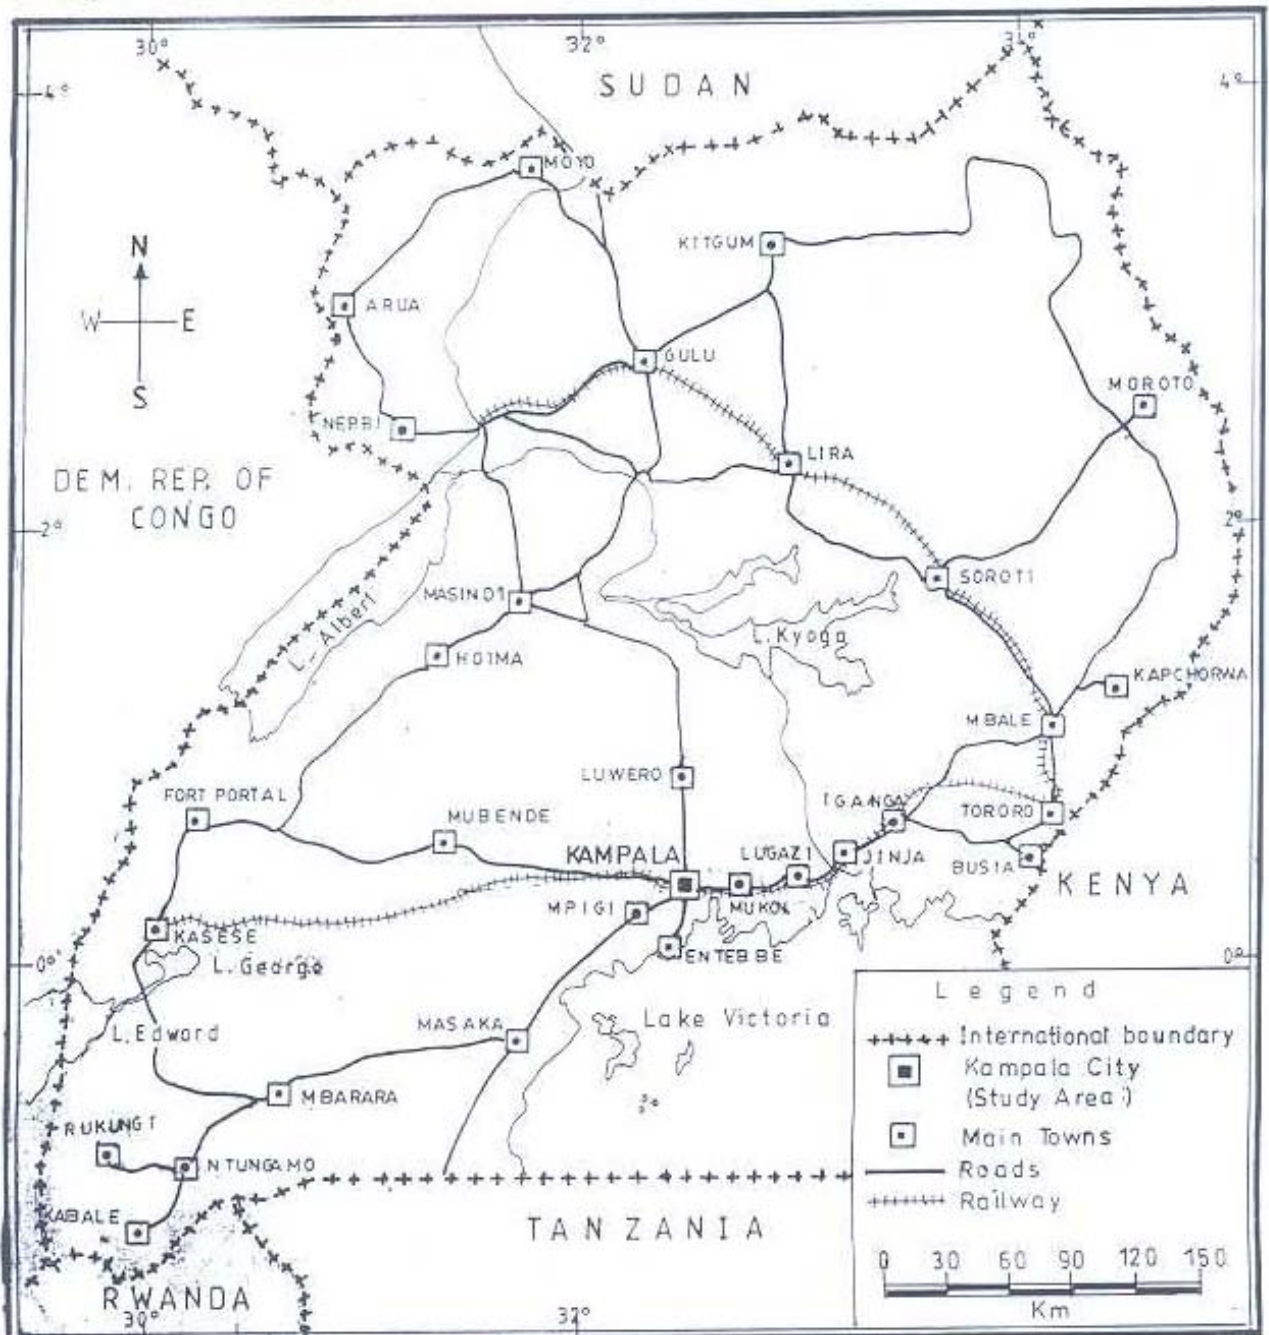 30°
32°
SUDAN
4°
4°
MOYO
N
KITGUM
W
E
ARUA
S
GULU
MOROTO
NEBBI
LIRA
DEM. REP. OF
CONGO
2°
2°
SOROTI
MASINDI
L. Albert
L. Kyoga
HOIMA
KAPCHORWA
MBALE
LUWERO
FORT PORTAL
MUBENDE
IGANGA
TORORO
KAMPALA
LUGAZI
JINJA
BUSIA
KENYA
MPIGI
KASESE
ENTEBBE
0°
L. George
0°
Legend
MASAKA
Lake Victoria
L. Edward
International boundary
Kampala City
(Study Area)
MBARARA
RUKUNGI
Main Towns
NTUNGAMO
Roads
Railway
KABALE
TANZANIA
0 30 60 90 120 150
RWANDA
Km
30°
32°